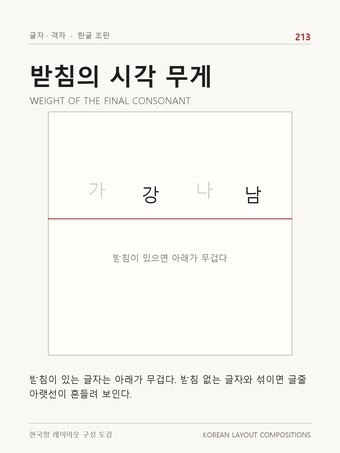 글자 · 격자 · 한글 조판
213
받침의 시각 무게
WEIGHT OF THE FINAL CONSONANT
가 강 나 남
받침이 있으면 아래가 무겁다
받침이 있는 글자는 아래가 무겁다. 받침 없는 글자와 섞이면 글줄
아랫선이 흔들려 보인다.
한국형 레이아웃 구성 도감
KOREAN LAYOUT COMPOSITIONS